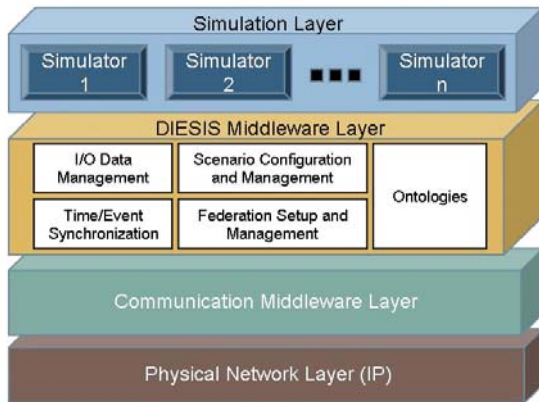 Simulation Layer
Simulator
1
Simulator
2
Simulator
n
DIESIS Middleware Layer
I/O Data
Management
Scenario Configuration
and Management
Ontologies
Time/Event
Synchronization
Federation Setup and
Management
Communication Middleware Layer
Physical Network Layer (IP)